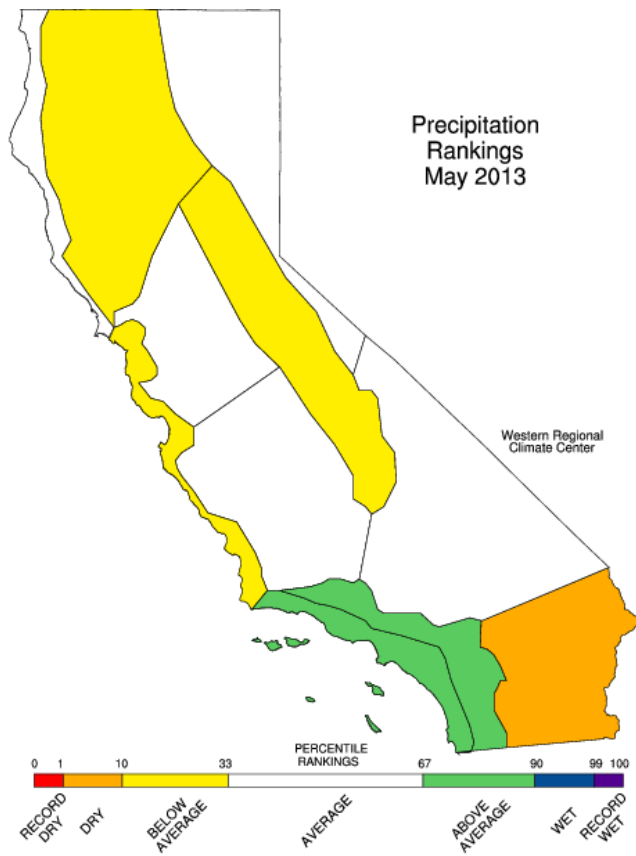 Precipitation
Rankings
May 2013
Western Regional
Climate Center
PERCENTILE
RANKINGS
0 1 10 33 67 90 99 100
RECORD
DRY
DRY
BELOW
AVERAGE
AVERAGE
ABOVE
AVERAGE
WET
RECORD
WET